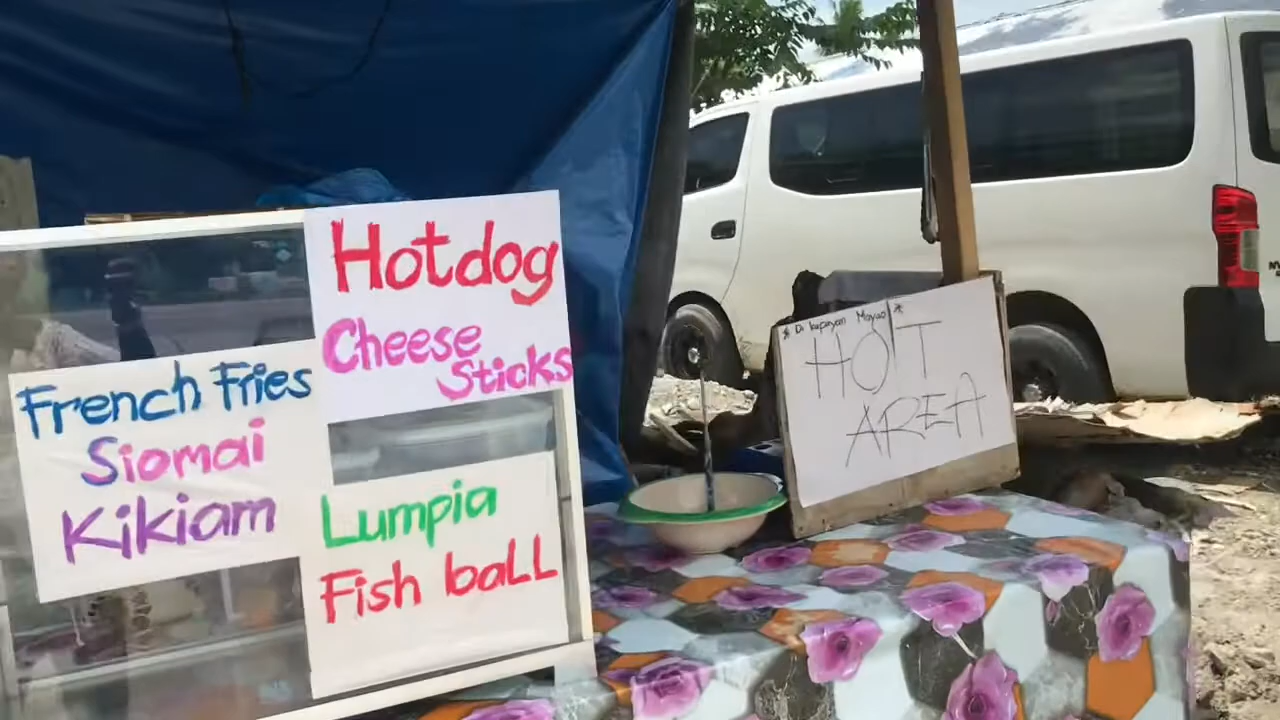 Hotdog
Cheese
Sticks
French Fries
Siomai
Kikiam
Lumpia
Fish ball
HOT
AREA